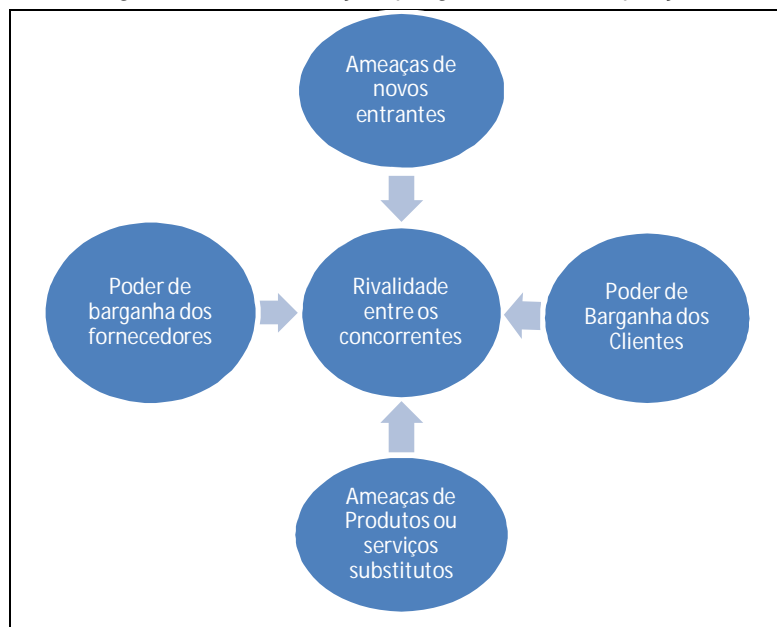 Ameaças de
novos
entrantes
Poder de
barganha dos
fornecedores
Rivalidade
entre os
concorrentes
Poder de
Barganha dos
Clientes
Ameaças de
Produtos ou
serviços
substitutos